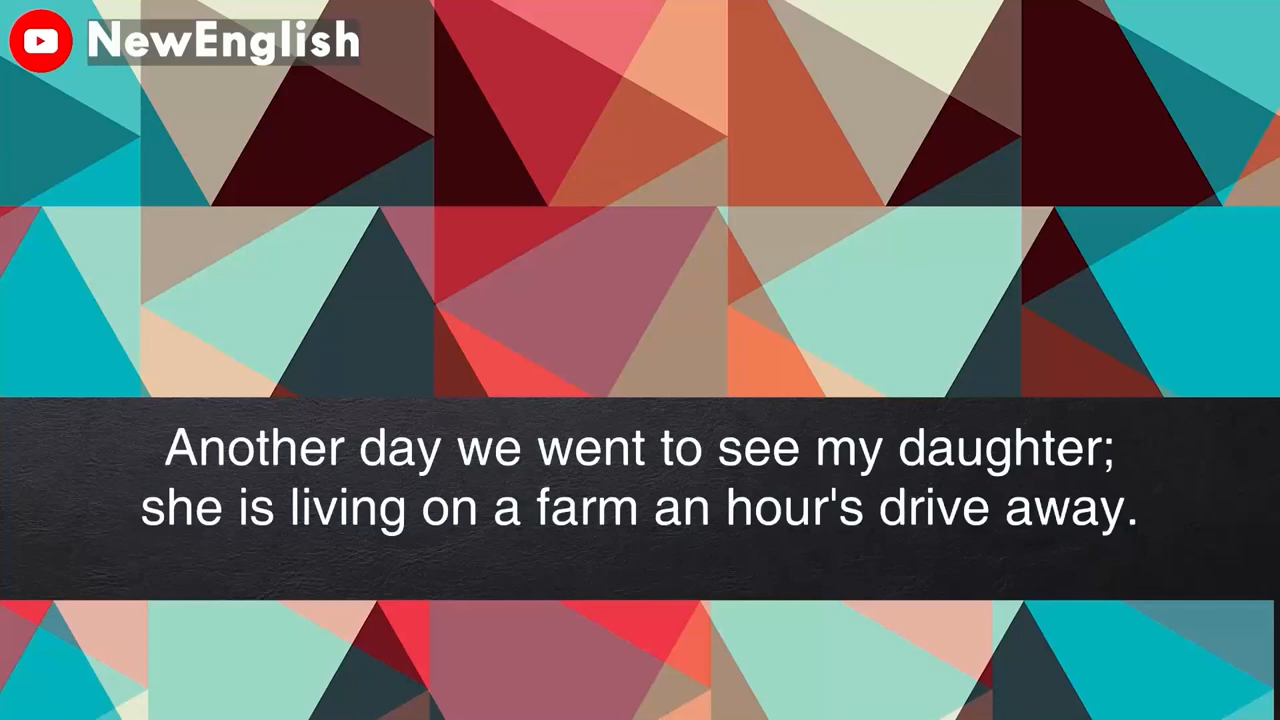 NewEnglish
Another day we went to see my daughter;
she is living on a farm an hour's drive away.